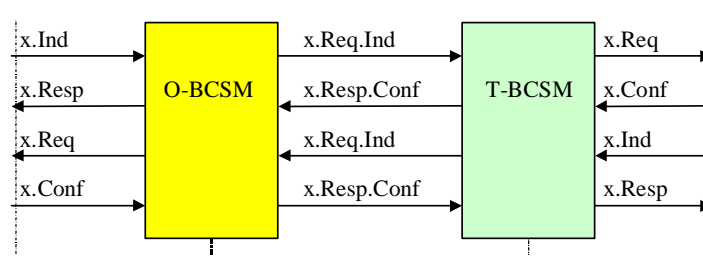 x.Ind
x.Req.Ind
x.Req
x.Resp
O-BCSM
x.Resp.Conf
T-BCSM
x.Conf
x.Req
x.Req.Ind
x.Ind
x.Conf
x.Resp.Conf
x.Resp